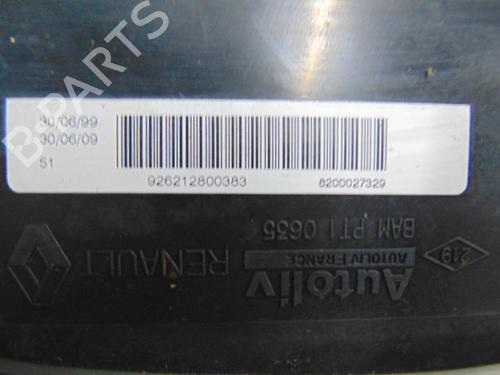 30/06/99
30/06/09
51
926212800383
8200027329
BAM PT1 0635
219
RENAULT
Autoliv
AUTOLIV FRANCE
B-PARTS